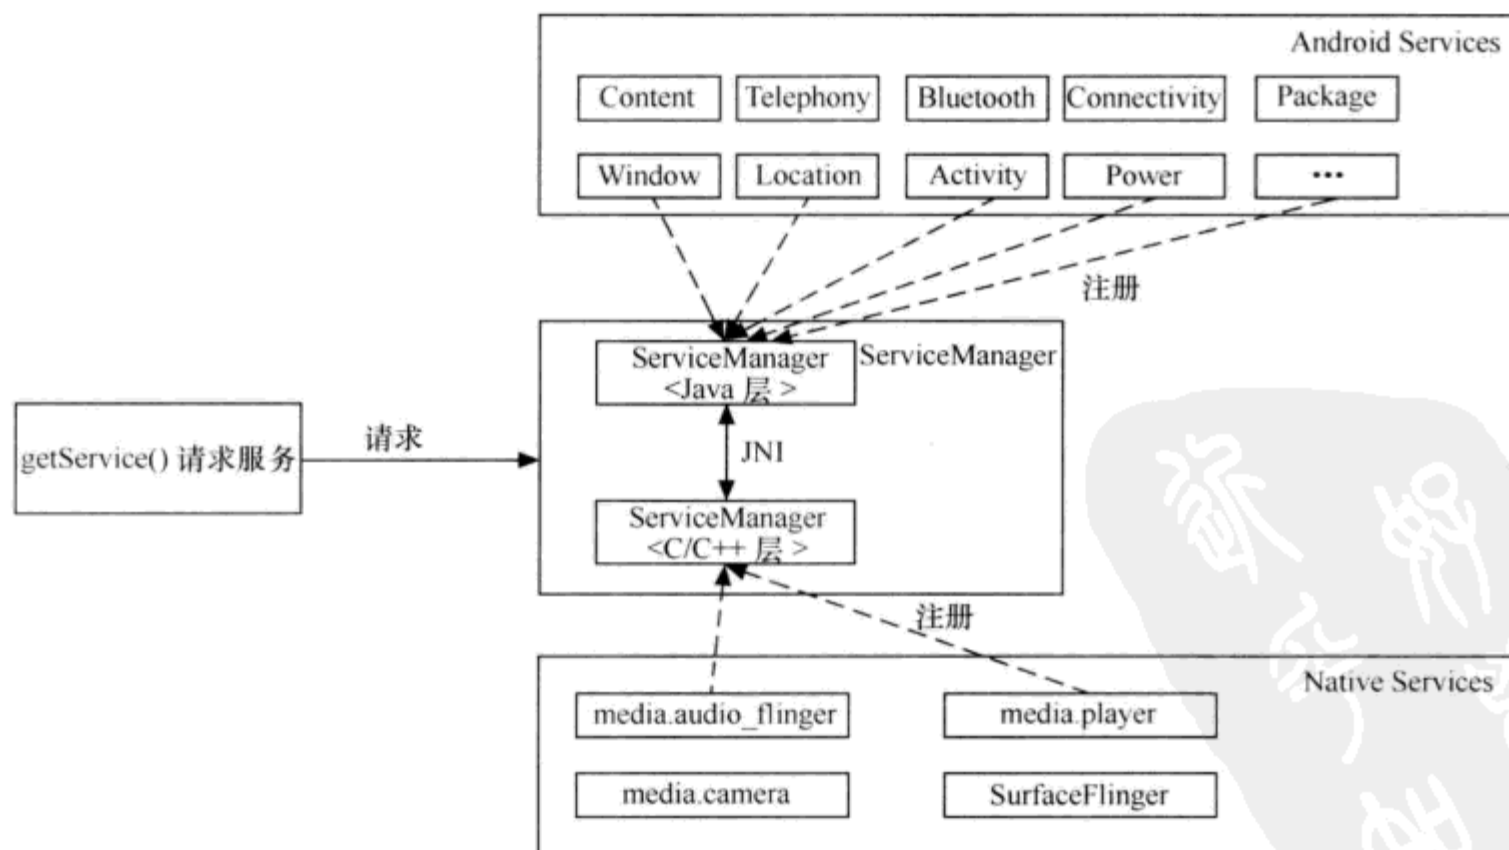 Android Services
Content
Telephony
Bluetooth
Connectivity
Package
Window
Location
Activity
Power
...
注册
ServiceManager
<Java 层 >
ServiceManager
getService() 请求服务
请求
JNI
ServiceManager
<C/C++ 层 >
注册
Native Services
media.audio_flinger
media.player
media.camera
SurfaceFlinger